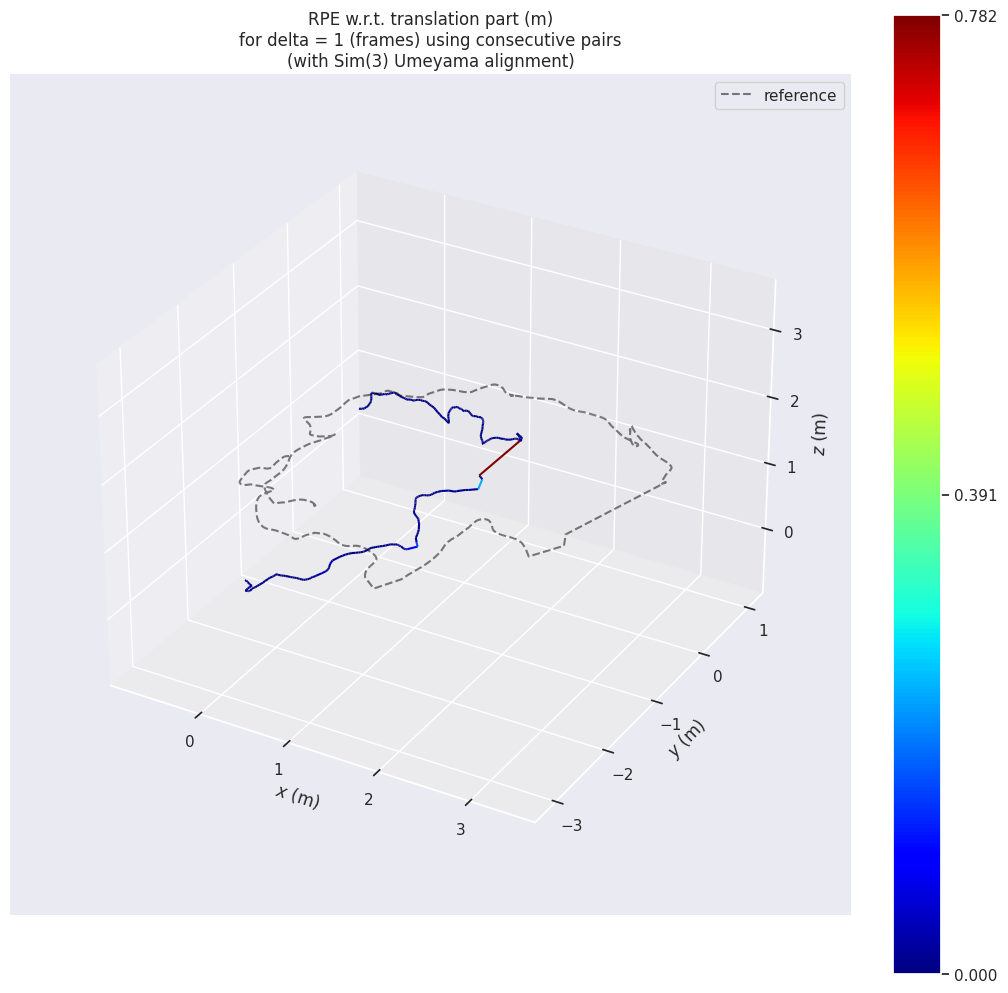 RPE w.r.t. translation part (m)
for delta = 1 (frames) using consecutive pairs
(with Sim(3) Umeyama alignment)
reference
0.782
0.391
0.000
3
2
1
0
z (m)
1
0
−1
−2
−3
y (m)
0
1
2
3
x (m)